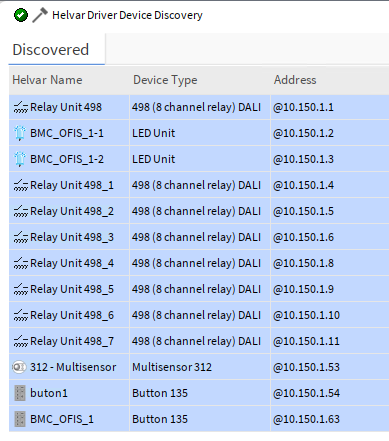 Helvar Driver Device Discovery
Discovered
Helvar Name Device Type Address
Relay Unit 498 498 (8 channel relay) DALI @10.150.1.1
BMC_OFIS_1-1 LED Unit @10.150.1.2
BMC_OFIS_1-2 LED Unit @10.150.1.3
Relay Unit 498_1 498 (8 channel relay) DALI @10.150.1.4
Relay Unit 498_2 498 (8 channel relay) DALI @10.150.1.5
Relay Unit 498_3 498 (8 channel relay) DALI @10.150.1.6
Relay Unit 498_4 498 (8 channel relay) DALI @10.150.1.8
Relay Unit 498_5 498 (8 channel relay) DALI @10.150.1.9
Relay Unit 498_6 498 (8 channel relay) DALI @10.150.1.10
Relay Unit 498_7 498 (8 channel relay) DALI @10.150.1.11
312 - Multisensor Multisensor 312 @10.150.1.53
buton1 Button 135 @10.150.1.54
BMC_OFIS_1 Button 135 @10.150.1.63